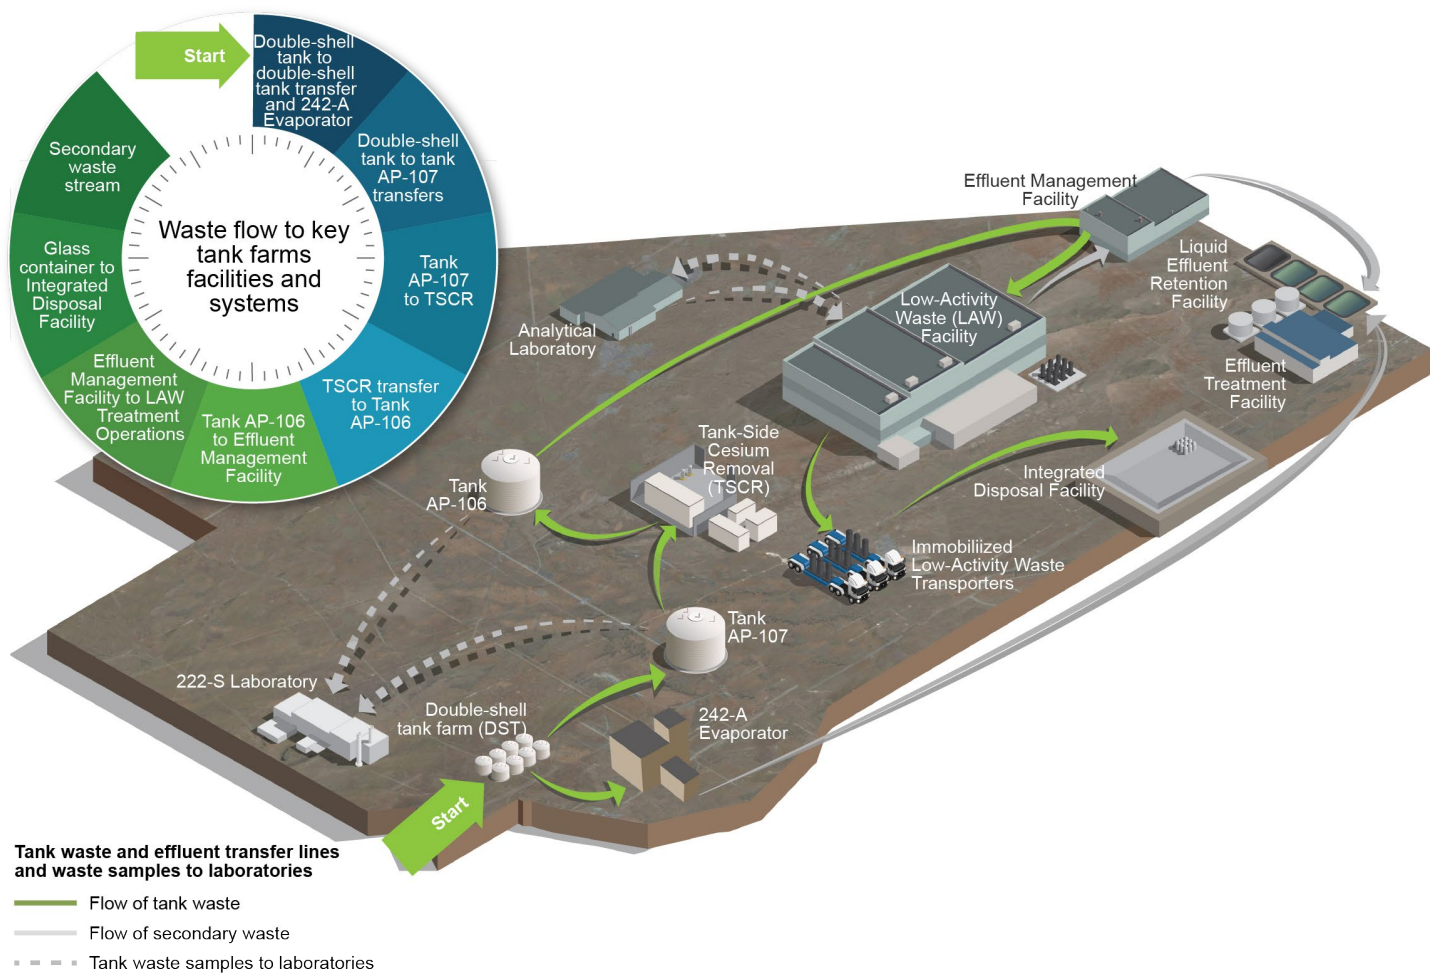 Start
Double-shell
tank to
double-shell
tank transfer
and 242-A
Evaporator
Double-shell
tank to tank
AP-107
transfers
Tank
AP-107
to TSCR
TSCR transfer
to Tank
AP-106
Tank AP-106
to Effluent
Management
Facility
Effluent
Management
Facility to LAW
Treatment
Operations
Glass
container to
Integrated
Disposal
Facility
Secondary
waste
stream
Waste flow to key
tank farms
facilities and
systems
Effluent Management
Facility
Liquid
Effluent
Retention
Facility
Effluent
Treatment
Facility
Low-Activity
Waste (LAW)
Facility
Analytical
Laboratory
Tank-Side
Cesium
Removal
(TSCR)
Integrated
Disposal Facility
Tank
AP-106
Immobiliized
Low-Activity Waste
Transporters
Tank
AP-107
222-S Laboratory
Double-shell
tank farm (DST)
242-A
Evaporator
Start
Tank waste and effluent transfer lines
and waste samples to laboratories
Flow of tank waste
Flow of secondary waste
Tank waste samples to laboratories